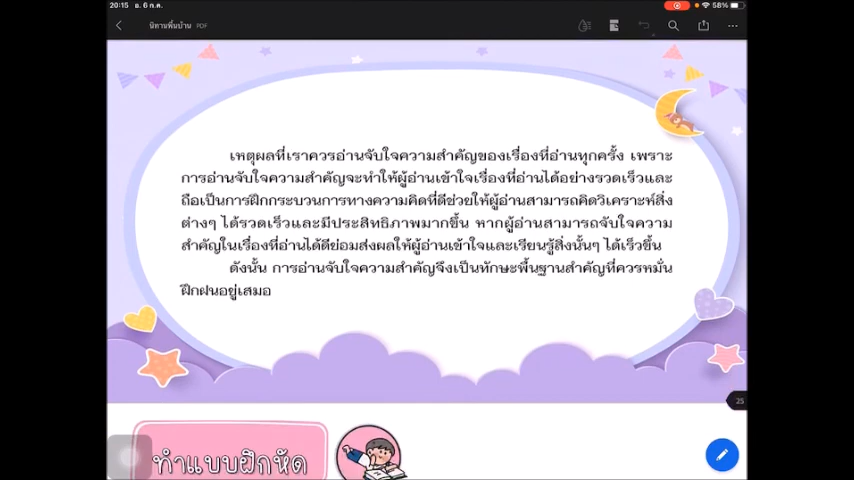 20:15 อ. 6 ก.ค.
58%
นิทานพื้นบ้าน PDF
เหตุผลที่เราควรอ่านจับใจความสำคัญของเรื่องที่อ่านทุกครั้ง เพราะ
การอ่านจับใจความสำคัญจะทำให้ผู้อ่านเข้าใจเรื่องที่อ่านได้อย่างรวดเร็วและ
ถือเป็นการฝึกกระบวนการทางความคิดที่ดีช่วยให้ผู้อ่านสามารถคิดวิเคราะห์สิ่ง
ต่างๆ ได้รวดเร็วและมีประสิทธิภาพมากขึ้น หากผู้อ่านสามารถจับใจความ
สำคัญในเรื่องที่อ่านได้ดีย่อมส่งผลให้ผู้อ่านเข้าใจและเรียนรู้สิ่งนั้นๆ ได้เร็วขึ้น
ดังนั้น การอ่านจับใจความสำคัญจึงเป็นทักษะพื้นฐานสำคัญที่ควรหมั่น
ฝึกฝนอยู่เสมอ
25
ทำแบบฝึกหัด